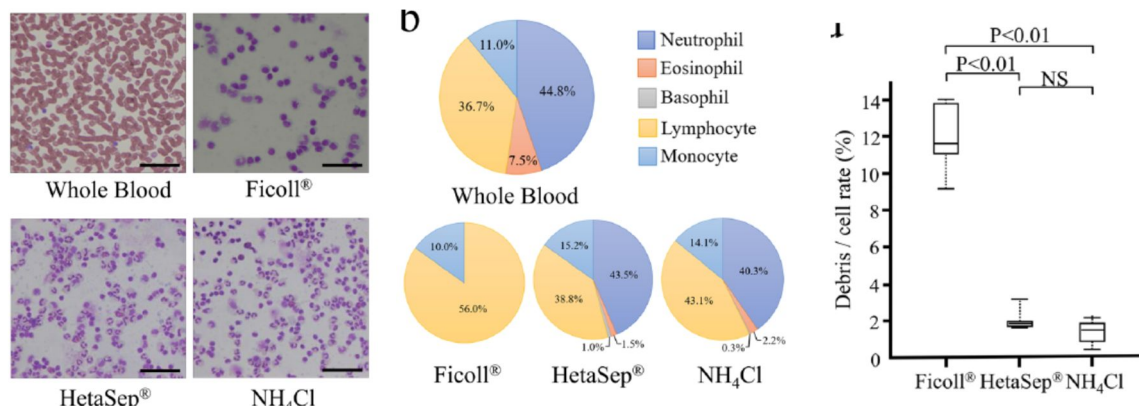 Whole Blood
Ficoll®
HetaSep®
NH₄Cl
b
11.0%
44.8%
36.7%
7.5%
Whole Blood
Neutrophil
Eosinophil
Basophil
Lymphocyte
Monocyte
10.0%
56.0%
Ficoll®
15.2%
43.5%
38.8%
1.0%
1.5%
HetaSep®
14.1%
40.3%
43.1%
0.3%
2.2%
NH₄Cl
P<0.01
P<0.01
NS
Debris / cell rate (%)
14
12
10
8
6
4
2
0
Ficoll® HetaSep® NH₄Cl